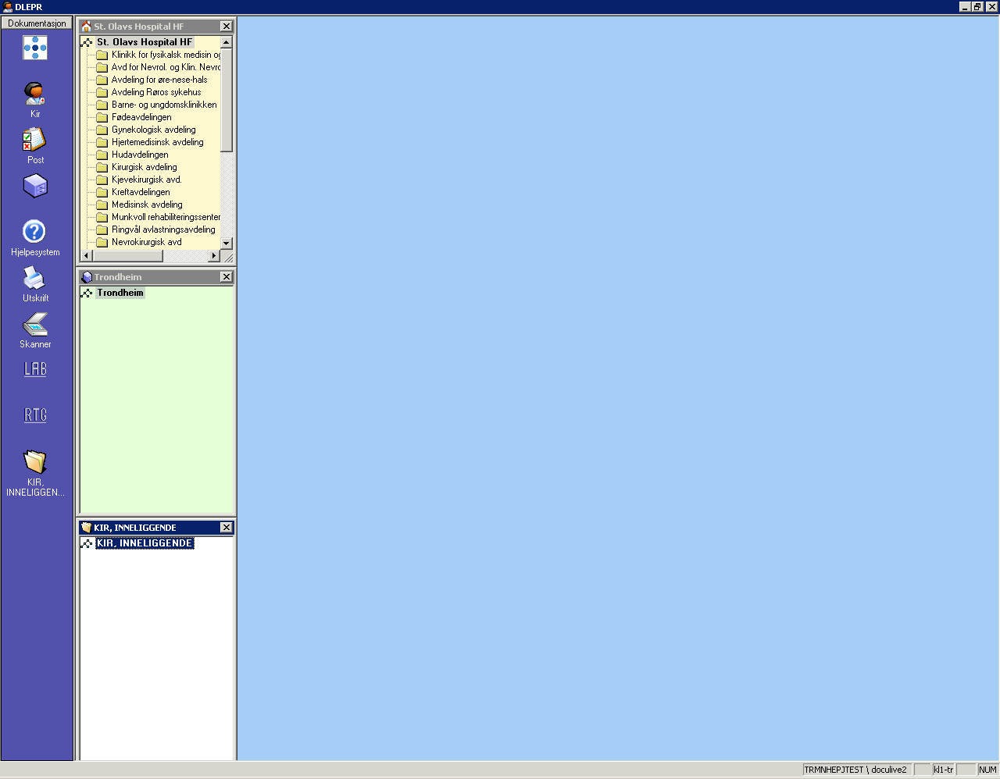 DLEPR
Dokumentasjon
Kir
Post
Hjelpesystem
Utskrift
Skanner
LAB
RTG
KIR,
INNELIGGEN...
St. Olavs Hospital HF
St. Olavs Hospital HF
Klinikk for fysikalsk medisin og
Avd for Nevrol. og Klin. Nevro
Avdeling for øre-nese-hals
Avdeling Røros sykehus
Barne- og ungdomsklinikken
Fødeavdelingen
Gynekologisk avdeling
Hjertemedisinsk avdeling
Hudavdelingen
Kirurgisk avdeling
Kjevekirurgisk avd.
Kreftavdelingen
Medisinsk avdeling
Munkvoll rehabiliteringssenter
Ringvål avlastningsavdeling
Nevrokirurgisk avd
Trondheim
Trondheim
KIR, INNELIGGENDE
KIR, INNELIGGENDE
TRMNHEPJTEST \ doculive2
kl1-tr
NUM